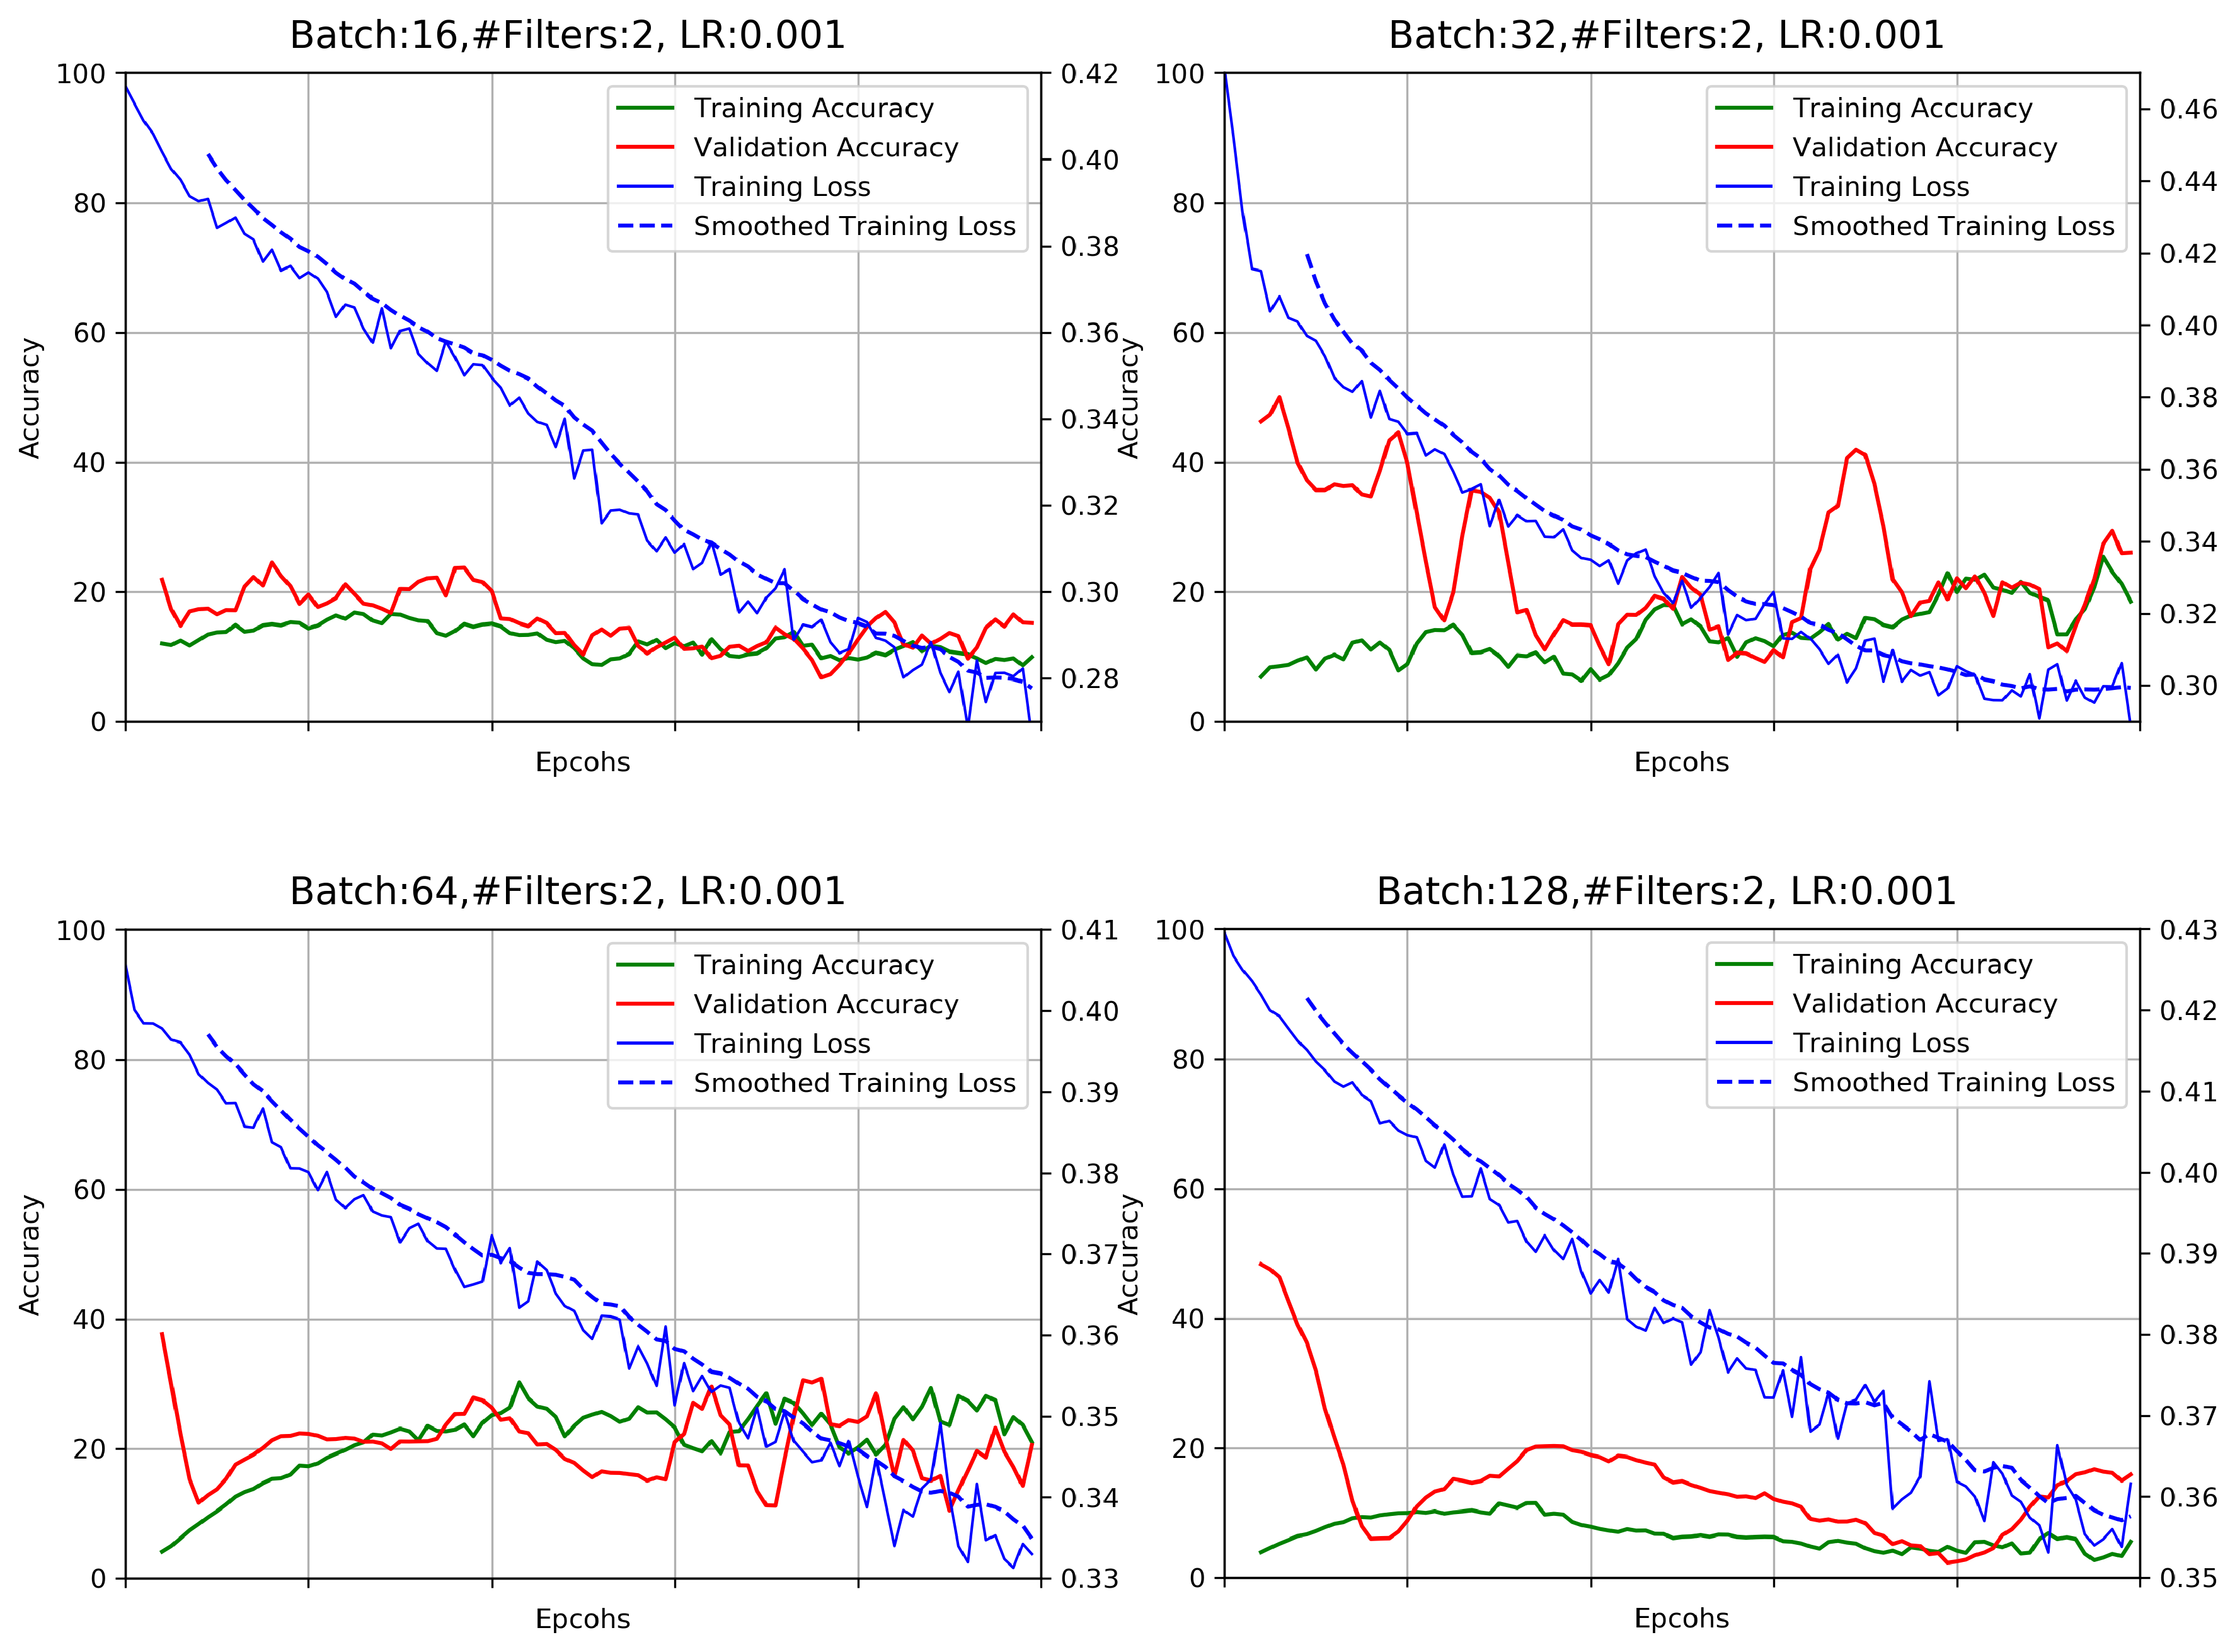 Batch:16,#Filters:2, LR:0.001
100
80
60
40
20
0
Accuracy
0.42
0.40
0.38
0.36
0.34
0.32
0.30
0.28
Training Accuracy
Validation Accuracy
Training Loss
Smoothed Training Loss
Epcohs
Batch:32,#Filters:2, LR:0.001
100
80
60
40
20
0
Accuracy
0.46
0.44
0.42
0.40
0.38
0.36
0.34
0.32
0.30
Training Accuracy
Validation Accuracy
Training Loss
Smoothed Training Loss
Epcohs
Batch:64,#Filters:2, LR:0.001
100
80
60
40
20
0
Accuracy
0.41
0.40
0.39
0.38
0.37
0.36
0.35
0.34
0.33
Training Accuracy
Validation Accuracy
Training Loss
Smoothed Training Loss
Epcohs
Batch:128,#Filters:2, LR:0.001
100
80
60
40
20
0
Accuracy
0.43
0.42
0.41
0.40
0.39
0.38
0.37
0.36
0.35
Training Accuracy
Validation Accuracy
Training Loss
Smoothed Training Loss
Epcohs